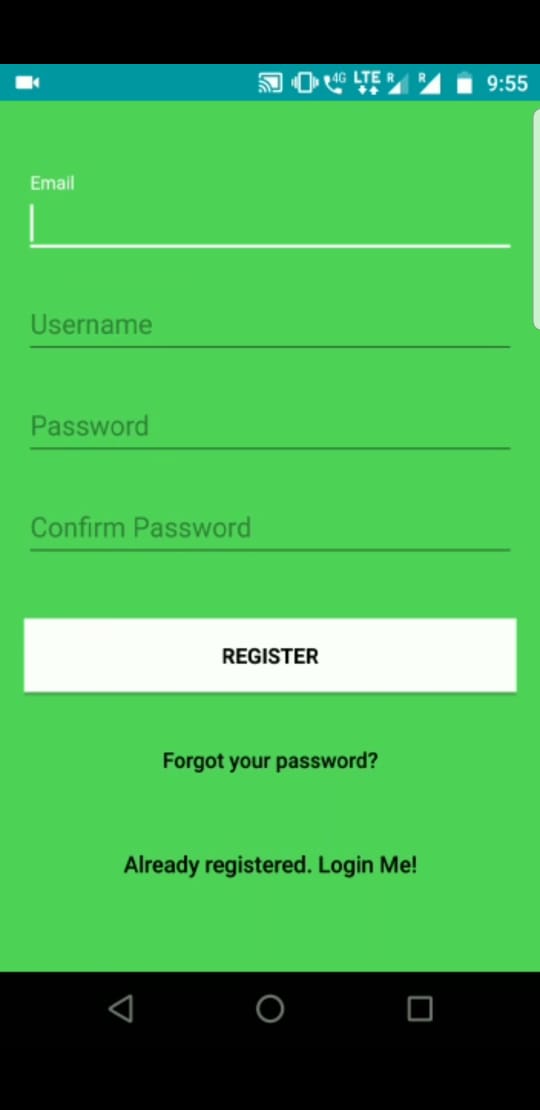 4G LTE R R 9:55
Email
Username
Password
Confirm Password
REGISTER
Forgot your password?
Already registered. Login Me!